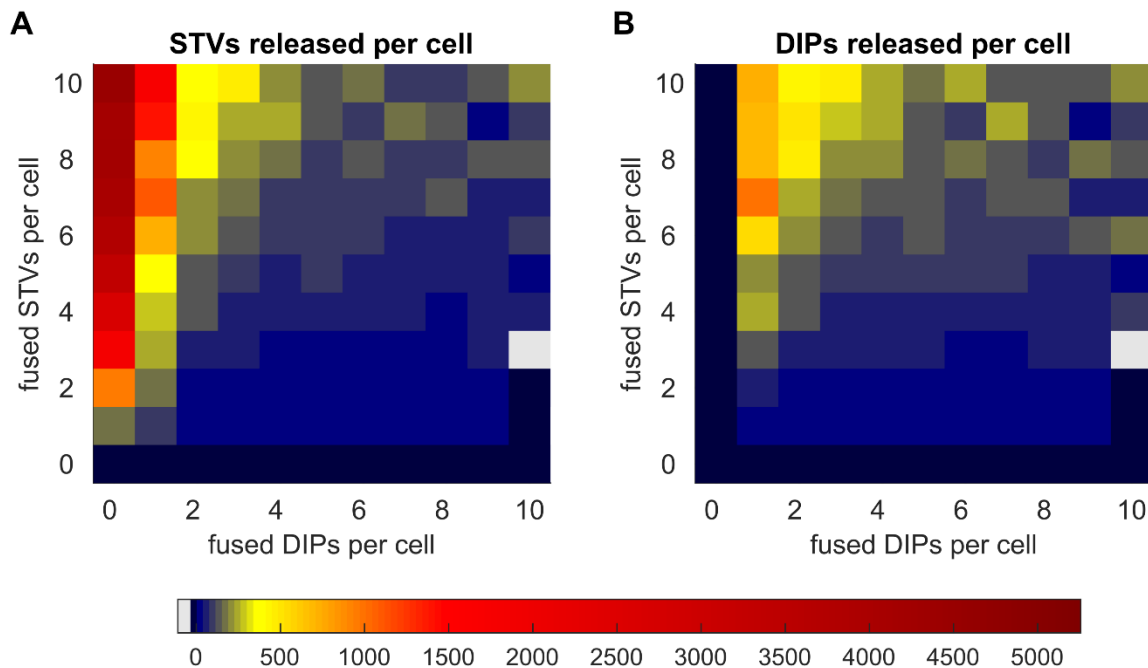 A
STVs released per cell
fused STVs per cell
10
8
6
4
2
0
0 2 4 6 8 10
fused DIPs per cell
B
DIPs released per cell
fused STVs per cell
10
8
6
4
2
0
0 2 4 6 8 10
fused DIPs per cell
0 500 1000 1500 2000 2500 3000 3500 4000 4500 5000